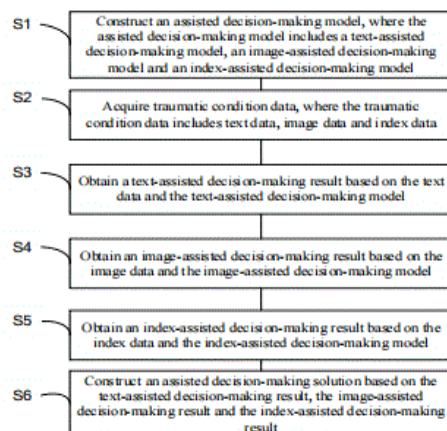 S1
Construct an assisted decision-making model, where the
assisted decision-making model includes a text-assisted
decision-making model, an image-assisted decision-making
model and an index-assisted decision-making model
S2
Acquire traumatic condition data, where the traumatic
condition data includes text data, image data and index data
S3
Obtain a text-assisted decision-making result based on the text
data and the text-assisted decision-making model
S4
Obtain an image-assisted decision-making result based on the
image data and the image-assisted decision-making model
S5
Obtain an index-assisted decision-making result based on the
index data and the index-assisted decision-making model
S6
Construct an assisted decision-making solution based on the
text-assisted decision-making result, the image-assisted
decision-making result and the index-assisted decision-making
result